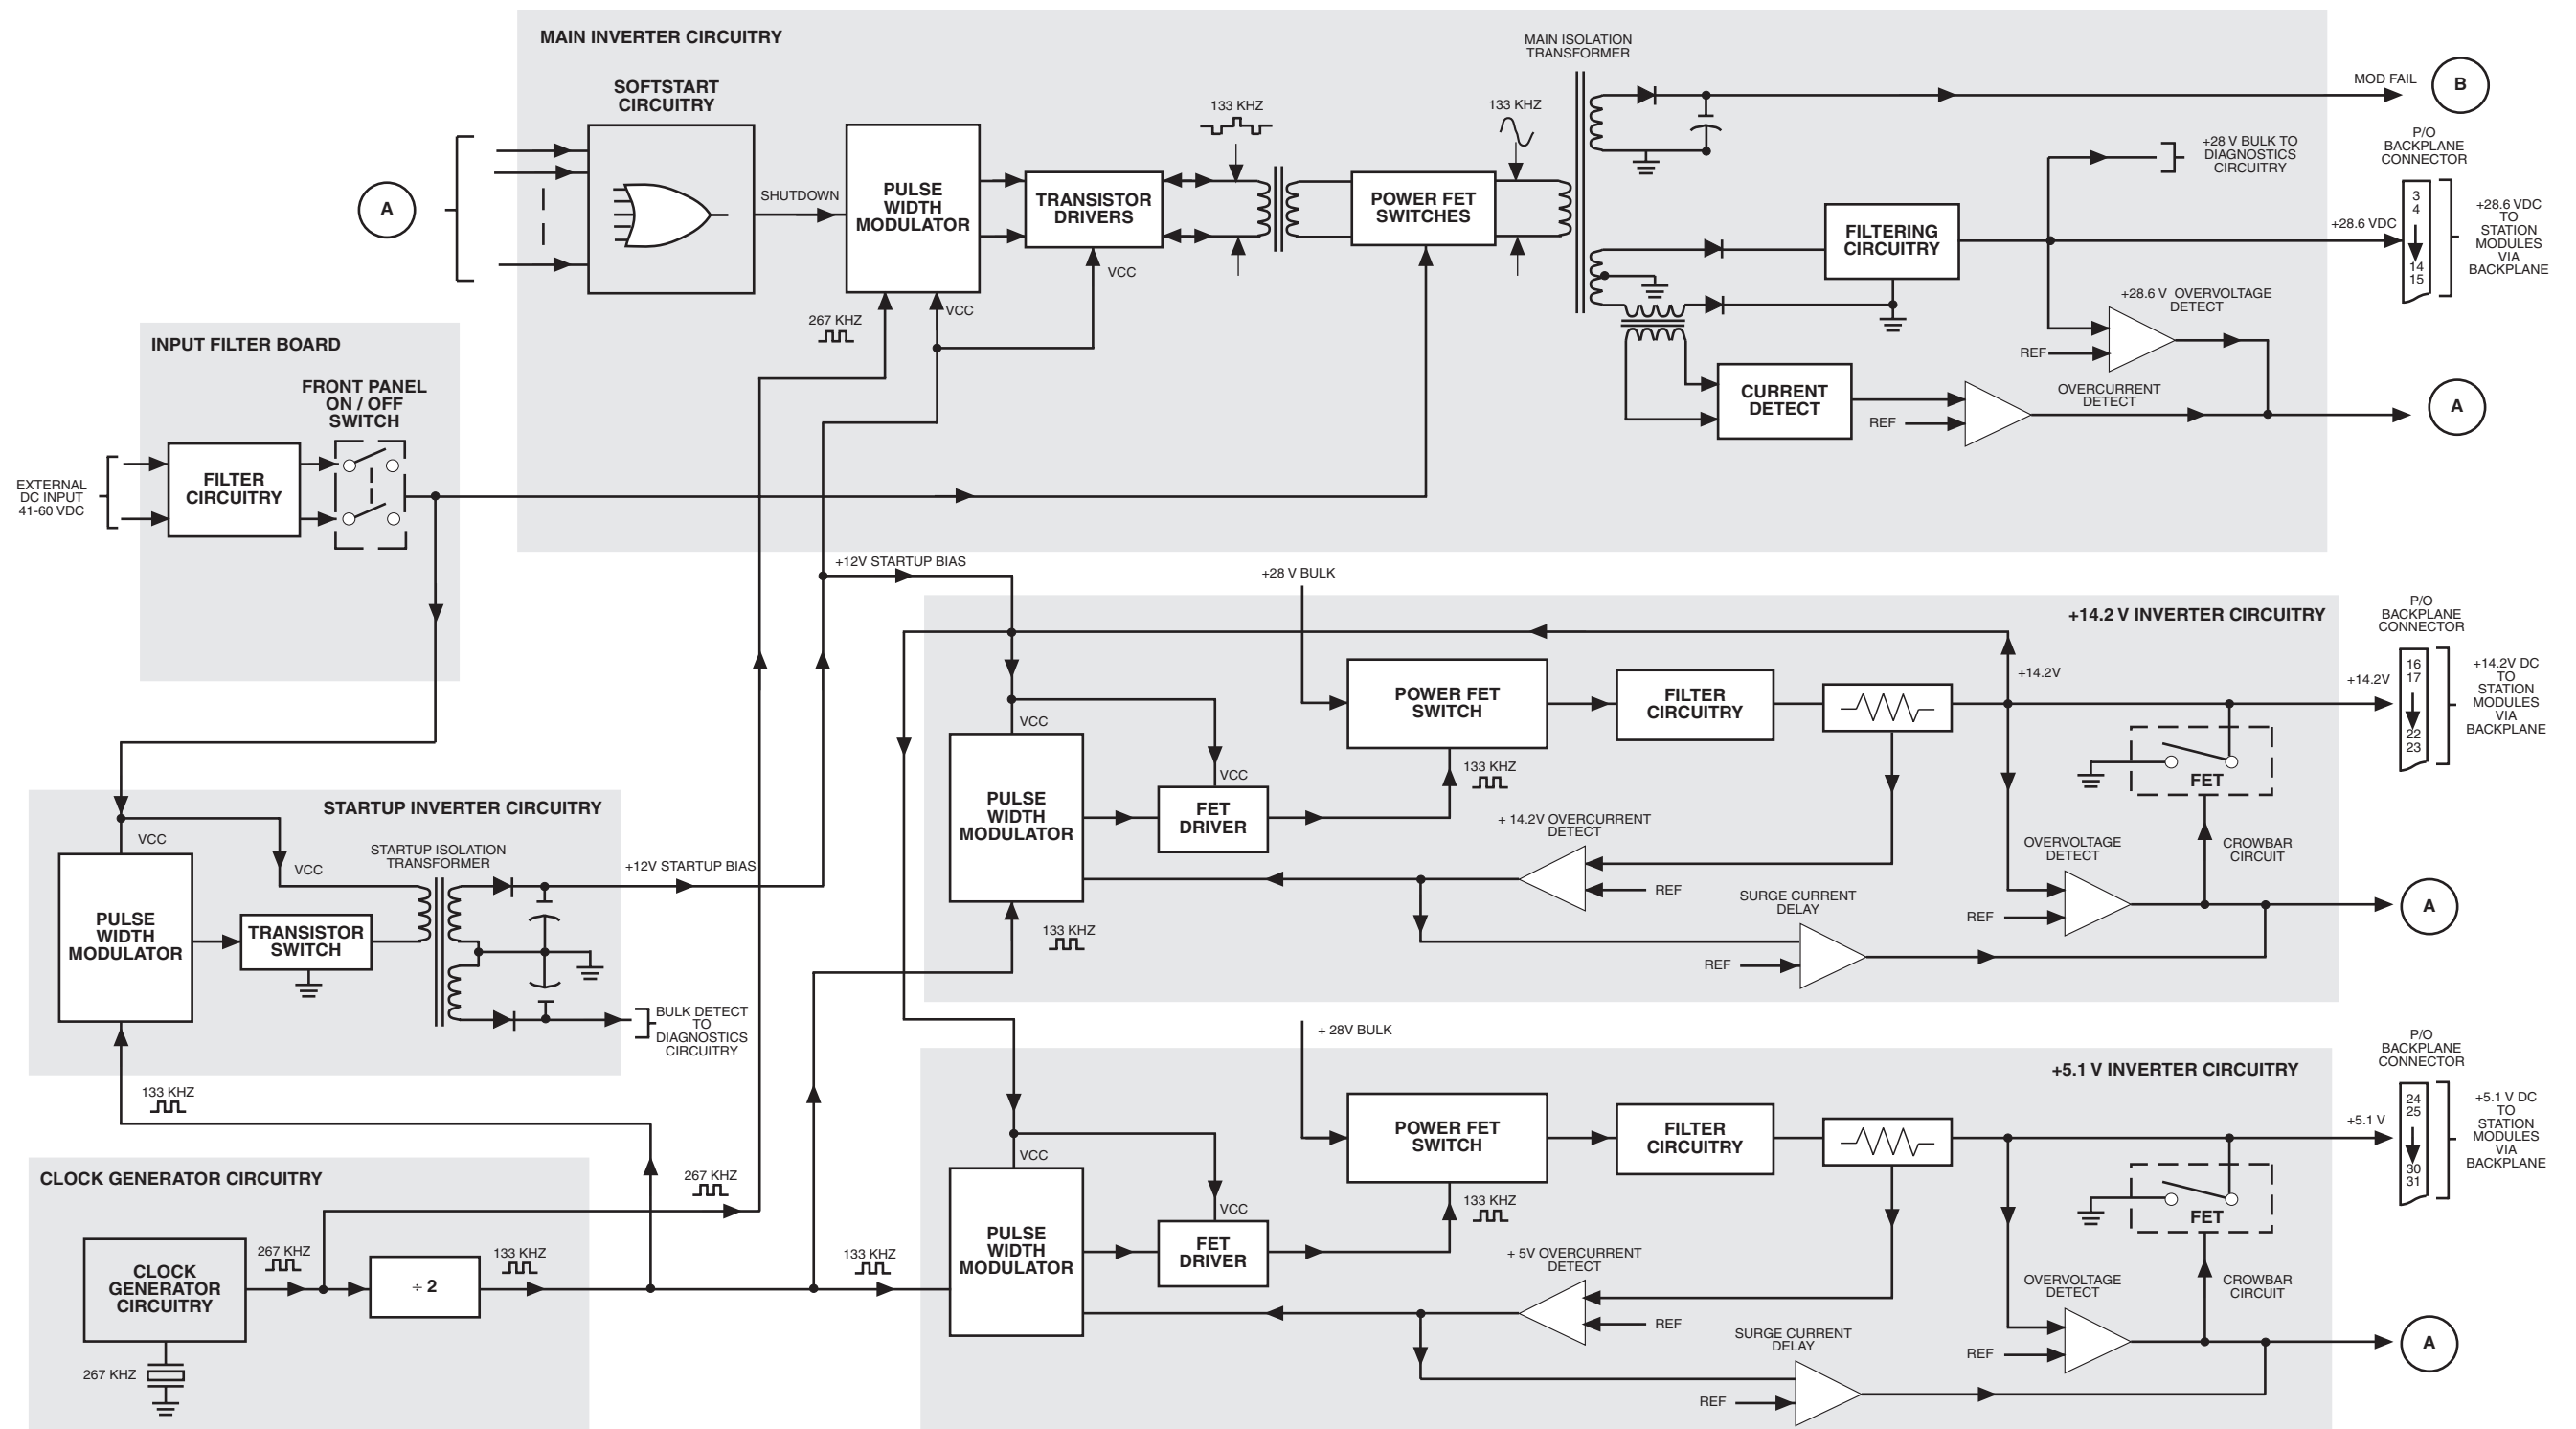 MAIN INVERTER CIRCUITRY
SOFTSTART
CIRCUITRY
A
SHUTDOWN
PULSE
WIDTH
MODULATOR
267 KHZ
VCC
TRANSISTOR
DRIVERS
VCC
133 KHZ
POWER FET
SWITCHES
133 KHZ
MAIN ISOLATION
TRANSFORMER
MOD FAIL
B
+28 V BULK TO
DIAGNOSTICS
CIRCUITRY
FILTERING
CIRCUITRY
+28.6 VDC
P/O
BACKPLANE
CONNECTOR
3
4
14
15
+28.6 VDC
TO
STATION
MODULES
VIA
BACKPLANE
+28.6 V OVERVOLTAGE
DETECT
REF
CURRENT
DETECT
REF
OVERCURRENT
DETECT
A
INPUT FILTER BOARD
FRONT PANEL
ON / OFF
SWITCH
EXTERNAL
DC INPUT
41-60 VDC
FILTER
CIRCUITRY
+12V STARTUP BIAS
+28 V BULK
+14.2 V INVERTER CIRCUITRY
VCC
PULSE
WIDTH
MODULATOR
133 KHZ
VCC
FET
DRIVER
POWER FET
SWITCH
133 KHZ
FILTER
CIRCUITRY
+14.2V
+14.2V
P/O
BACKPLANE
CONNECTOR
16
17
22
23
+14.2V DC
TO
STATION
MODULES
VIA
BACKPLANE
FET
+ 14.2V OVERCURRENT
DETECT
REF
SURGE CURRENT
DELAY
REF
OVERVOLTAGE
DETECT
REF
CROWBAR
CIRCUIT
A
STARTUP INVERTER CIRCUITRY
VCC
PULSE
WIDTH
MODULATOR
VCC
TRANSISTOR
SWITCH
STARTUP ISOLATION
TRANSFORMER
+12V STARTUP BIAS
BULK DETECT
TO
DIAGNOSTICS
CIRCUITRY
133 KHZ
CLOCK GENERATOR CIRCUITRY
CLOCK
GENERATOR
CIRCUITRY
267 KHZ
267 KHZ
÷ 2
133 KHZ
267 KHZ
133 KHZ
+ 28V BULK
+5.1 V INVERTER CIRCUITRY
VCC
PULSE
WIDTH
MODULATOR
VCC
FET
DRIVER
POWER FET
SWITCH
133 KHZ
FILTER
CIRCUITRY
+5.1 V
P/O
BACKPLANE
CONNECTOR
24
25
30
31
+5.1 V DC
TO
STATION
MODULES
VIA
BACKPLANE
FET
+ 5V OVERCURRENT
DETECT
REF
SURGE CURRENT
DELAY
REF
OVERVOLTAGE
DETECT
REF
CROWBAR
CIRCUIT
A